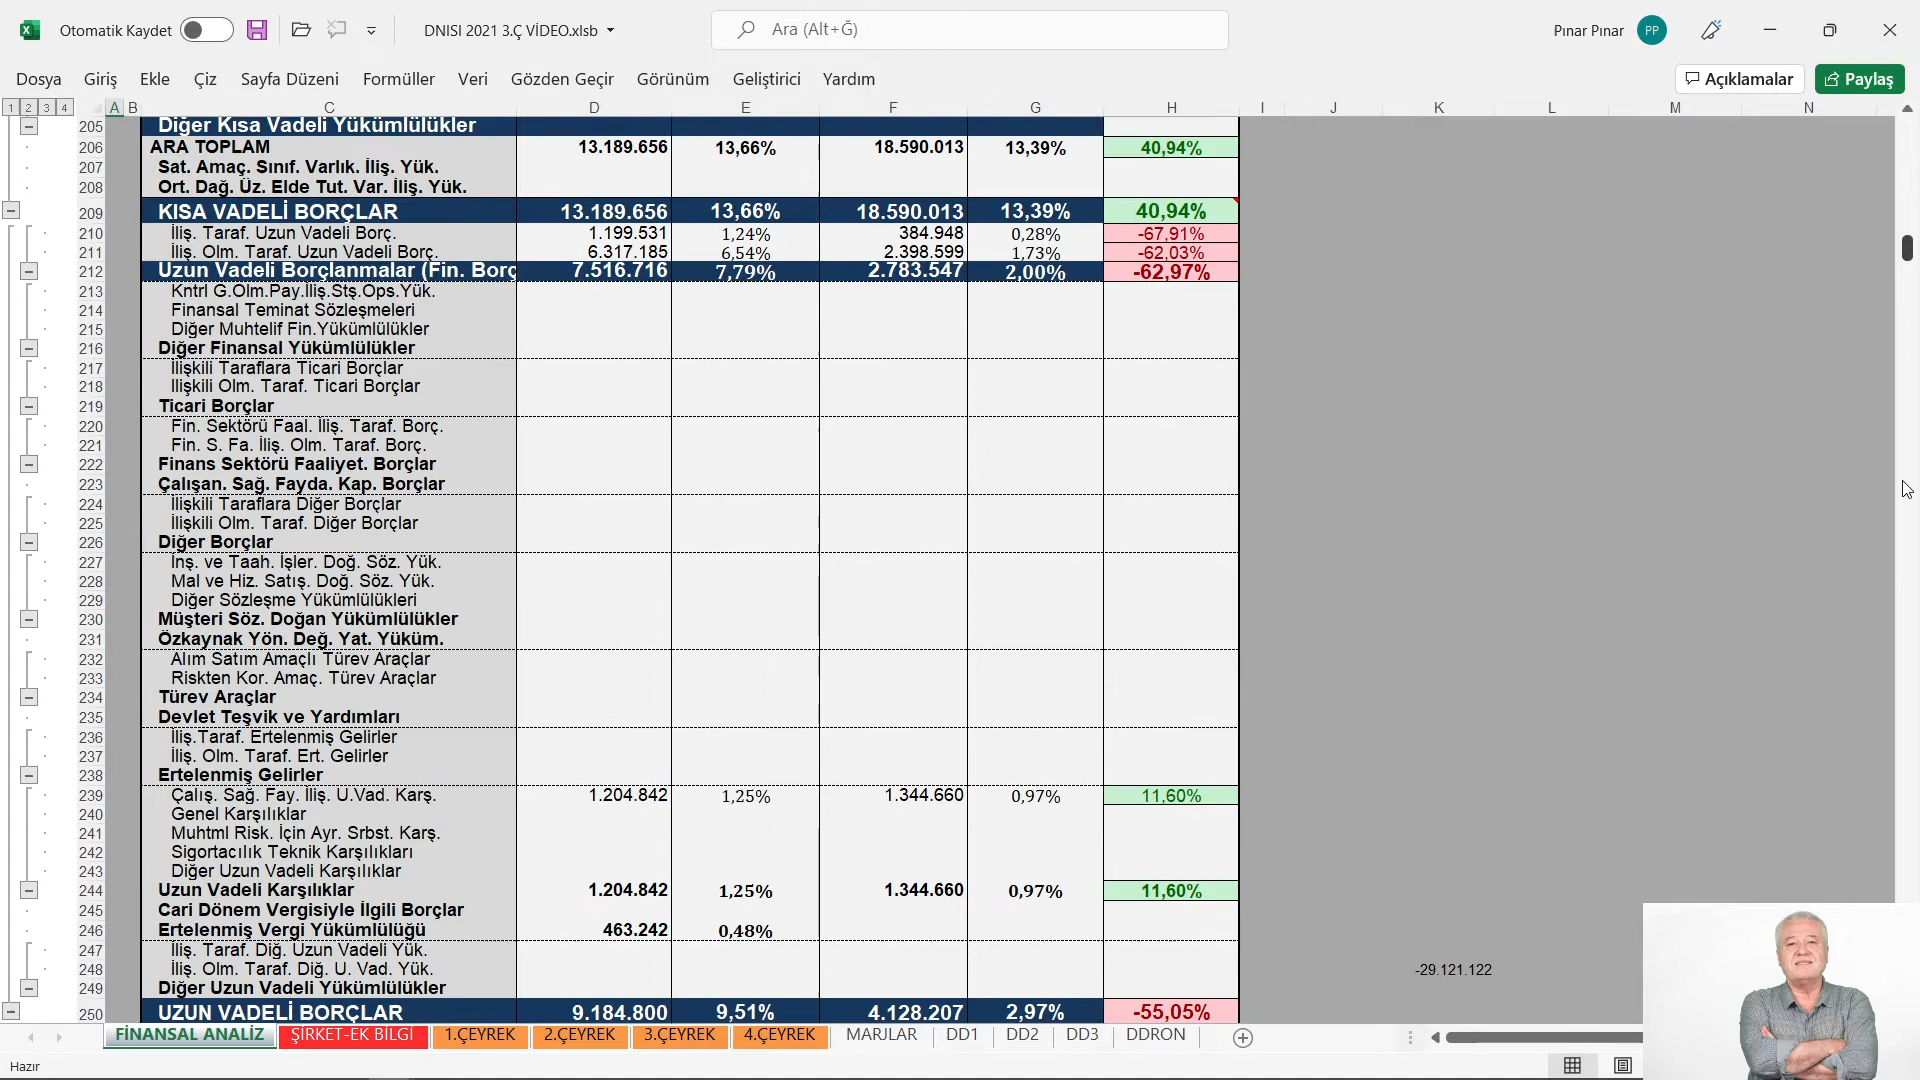 Otomatik Kaydet DNISI 2021 3.Ç VİDEO.xlsb Ara (Alt+Ğ) Pınar Pınar PP
Dosya Giriş Ekle Çiz Sayfa Düzeni Formüller Veri Gözden Geçir Görünüm Geliştirici Yardım Açıklamalar Paylaş
1 2 3 4 A B C D E F G H I J K L M N
205 Diğer Kısa Vadeli Yükümlülükler
206 ARA TOPLAM 13.189.656 13,66% 18.590.013 13,39% 40,94%
207 Sat. Amaç. Sınıf. Varlık. İliş. Yük.
208 Ort. Dağ. Üz. Elde Tut. Var. İliş. Yük.
209 KISA VADELİ BORÇLAR 13.189.656 13,66% 18.590.013 13,39% 40,94%
210 İliş. Taraf. Uzun Vadeli Borç. 1.199.531 1,24% 384.948 0,28% -67,91%
211 İliş. Olm. Taraf. Uzun Vadeli Borç. 6.317.185 6,54% 2.398.599 1,73% -62,03%
212 Uzun Vadeli Borçlanmalar (Fin. Borç 7.516.716 7,79% 2.783.547 2,00% -62,97%
213 Kntrl G.Olm.Pay.İliş.Stş.Ops.Yük.
214 Finansal Teminat Sözleşmeleri
215 Diğer Muhtelif Fin.Yükümlülükler
216 Diğer Finansal Yükümlülükler
217 İlişkili Taraflara Ticari Borçlar
218 İlişkili Olm. Taraf. Ticari Borçlar
219 Ticari Borçlar
220 Fin. Sektörü Faal. İliş. Taraf. Borç.
221 Fin. S. Fa. İliş. Olm. Taraf. Borç.
222 Finans Sektörü Faaliyet. Borçlar
223 Çalışan. Sağ. Fayda. Kap. Borçlar
224 İlişkili Taraflara Diğer Borçlar
225 İlişkili Olm. Taraf. Diğer Borçlar
226 Diğer Borçlar
227 İnş. ve Taah. İşler. Doğ. Söz. Yük.
228 Mal ve Hiz. Satış. Doğ. Söz. Yük.
229 Diğer Sözleşme Yükümlülükleri
230 Müşteri Söz. Doğan Yükümlülükler
231 Özkaynak Yön. Değ. Yat. Yüküm.
232 Alım Satım Amaçlı Türev Araçlar
233 Riskten Kor. Amaç. Türev Araçlar
234 Türev Araçlar
235 Devlet Teşvik ve Yardımları
236 İliş.Taraf. Ertelenmiş Gelirler
237 İliş. Olm. Taraf. Ert. Gelirler
238 Ertelenmiş Gelirler
239 Çalış. Sağ. Fay. İliş. U.Vad. Karş. 1.204.842 1,25% 1.344.660 0,97% 11,60%
240 Genel Karşılıklar
241 Muhtml Risk. İçin Ayr. Srbst. Karş.
242 Sigortacılık Teknik Karşılıkları
243 Diğer Uzun Vadeli Karşılıklar
244 Uzun Vadeli Karşılıklar 1.204.842 1,25% 1.344.660 0,97% 11,60%
245 Cari Dönem Vergisiyle İlgili Borçlar
246 Ertelenmiş Vergi Yükümlülüğü 463.242 0,48%
247 İliş. Taraf. Diğ. Uzun Vadeli Yük.
248 İliş. Olm. Taraf. Diğ. U. Vad. Yük. -29.121.122
249 Diğer Uzun Vadeli Yükümlülükler
250 UZUN VADELİ BORÇLAR 9.184.800 9,51% 4.128.207 2,97% -55,05%
FİNANSAL ANALİZ ŞİRKET-EK BİLGİ 1.ÇEYREK 2.ÇEYREK 3.ÇEYREK 4.ÇEYREK MARJLAR DD1 DD2 DD3 DDRON
Hazır